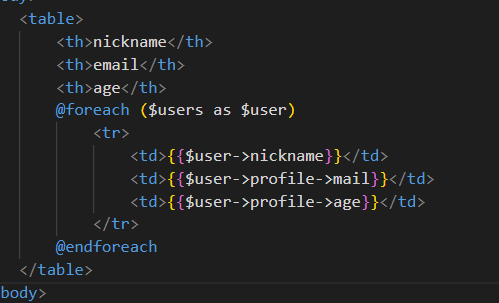 ody>
<table>
<th>nickname</th>
<th>email</th>
<th>age</th>
@foreach ($users as $user)
<tr>
<td>{{$user->nickname}}</td>
<td>{{$user->profile->mail}}</td>
<td>{{$user->profile->age}}</td>
</tr>
@endforeach
</table>
body>